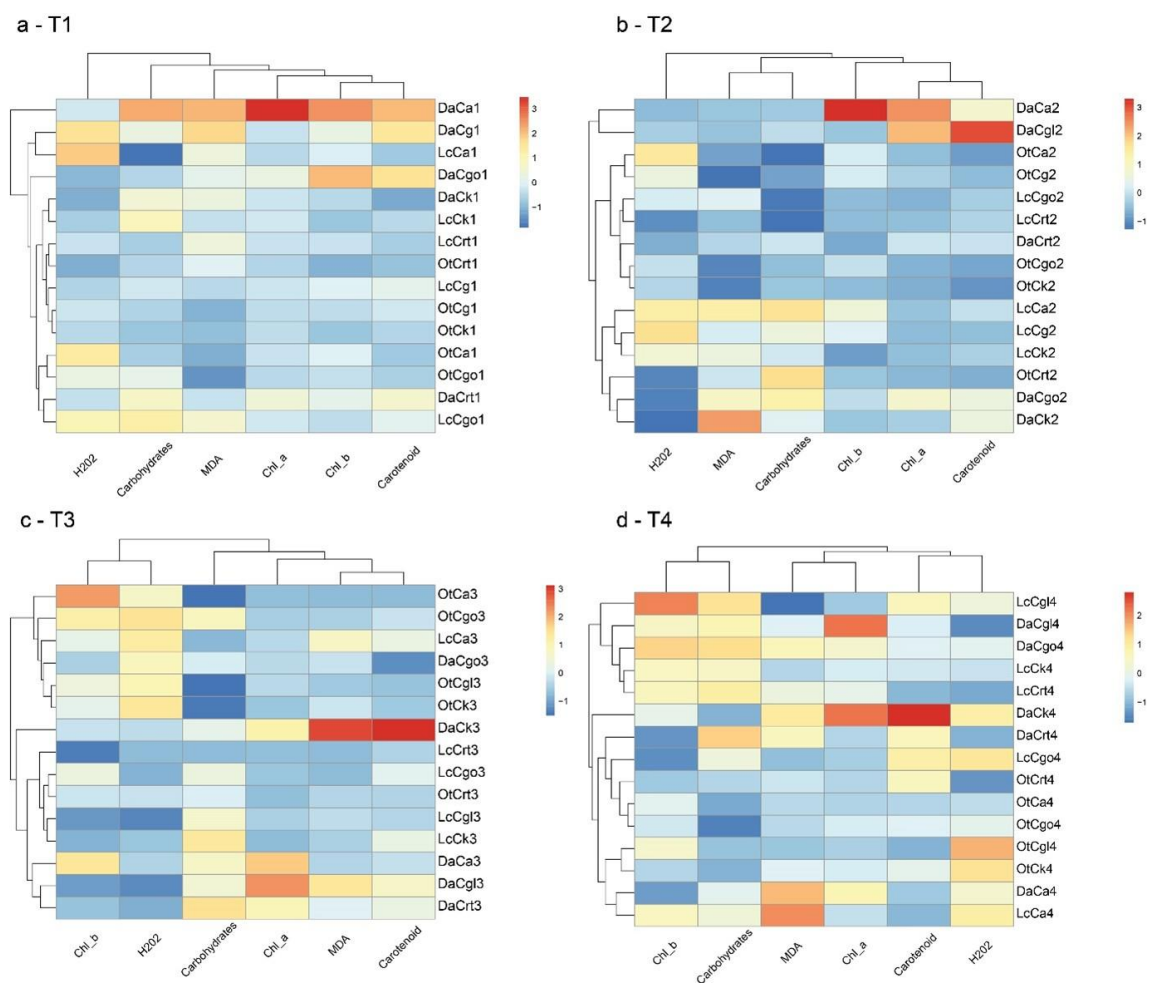 a - T1
DaCa1
DaCg1
LcCa1
DaCgo1
DaCk1
LcCk1
LcCrt1
OtCrt1
LcCg1
OtCg1
OtCk1
OtCa1
OtCgo1
DaCrt1
LcCgo1
3
2
1
0
−1
H202
Carbohydrates
MDA
Chl_a
Chl_b
Carotenoid
b - T2
DaCa2
DaCgl2
OtCa2
OtCg2
LcCgo2
LcCrt2
DaCrt2
OtCgo2
OtCk2
LcCa2
LcCg2
LcCk2
OtCrt2
DaCgo2
DaCk2
3
2
1
0
−1
H202
MDA
Carbohydrates
Chl_b
Chl_a
Carotenoid
c - T3
OtCa3
OtCgo3
LcCa3
DaCgo3
OtCgl3
OtCk3
DaCk3
LcCrt3
LcCgo3
OtCrt3
LcCgl3
LcCk3
DaCa3
DaCgl3
DaCrt3
3
2
1
0
−1
Chl_b
H202
Carbohydrates
Chl_a
MDA
Carotenoid
d - T4
LcCgl4
DaCgl4
DaCgo4
LcCk4
LcCrt4
DaCk4
DaCrt4
LcCgo4
OtCrt4
OtCa4
OtCgo4
OtCgl4
OtCk4
DaCa4
LcCa4
2
1
0
−1
Chl_b
Carbohydrates
MDA
Chl_a
Carotenoid
H202